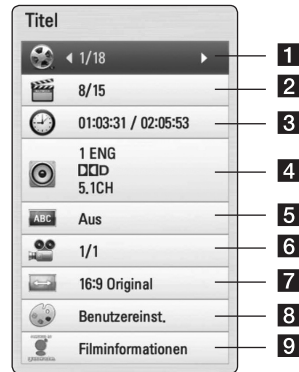 Titel
1/18 1
8/15 2
01:03:31 / 02:05:53 3
1 ENG
DD D
5.1CH 4
ABC Aus 5
1/1 6
16:9 Original 7
Benutzereinst. 8
Filminformationen 9